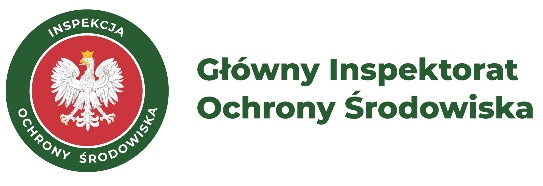 INSPEKCJA
OCHRONY ŚRODOWISKA
Główny Inspektorat
Ochrony Środowiska